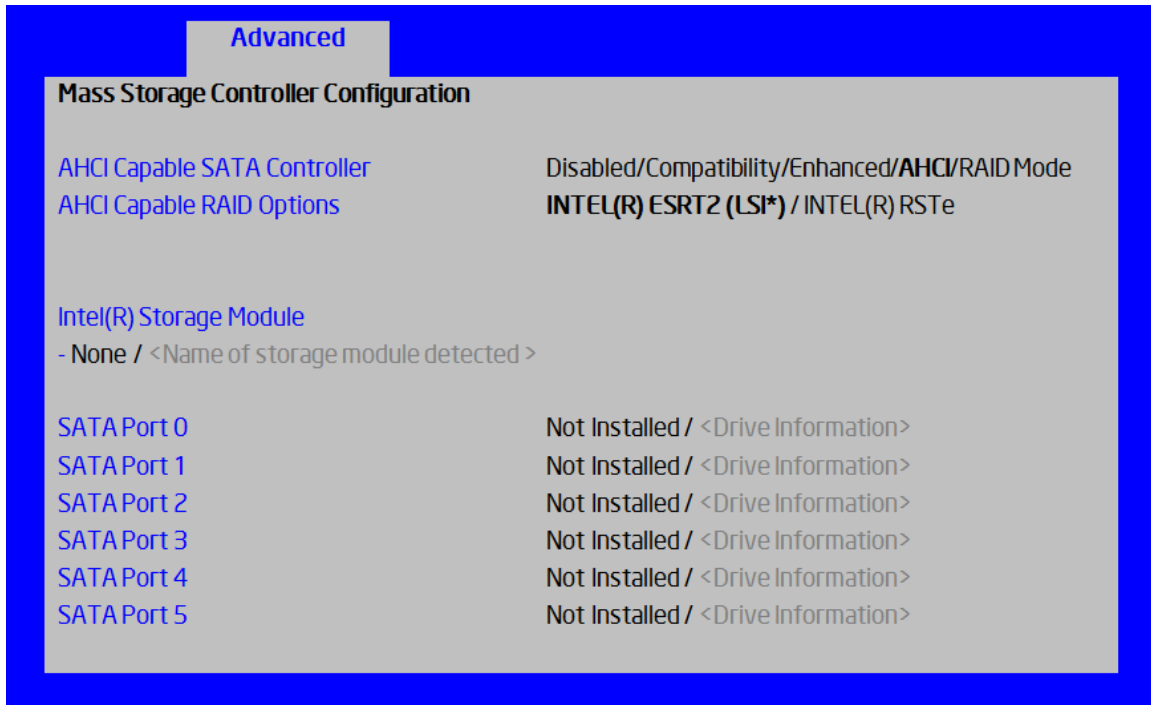 Advanced
Mass Storage Controller Configuration
AHCI Capable SATA Controller Disabled/Compatibility/Enhanced/AHCI/RAID Mode
AHCI Capable RAID Options INTEL(R) ESRT2 (LSI*) / INTEL(R) RSTe
Intel(R) Storage Module
- None / <Name of storage module detected >
SATA Port 0 Not Installed / <Drive Information>
SATA Port 1 Not Installed / <Drive Information>
SATA Port 2 Not Installed / <Drive Information>
SATA Port 3 Not Installed / <Drive Information>
SATA Port 4 Not Installed / <Drive Information>
SATA Port 5 Not Installed / <Drive Information>